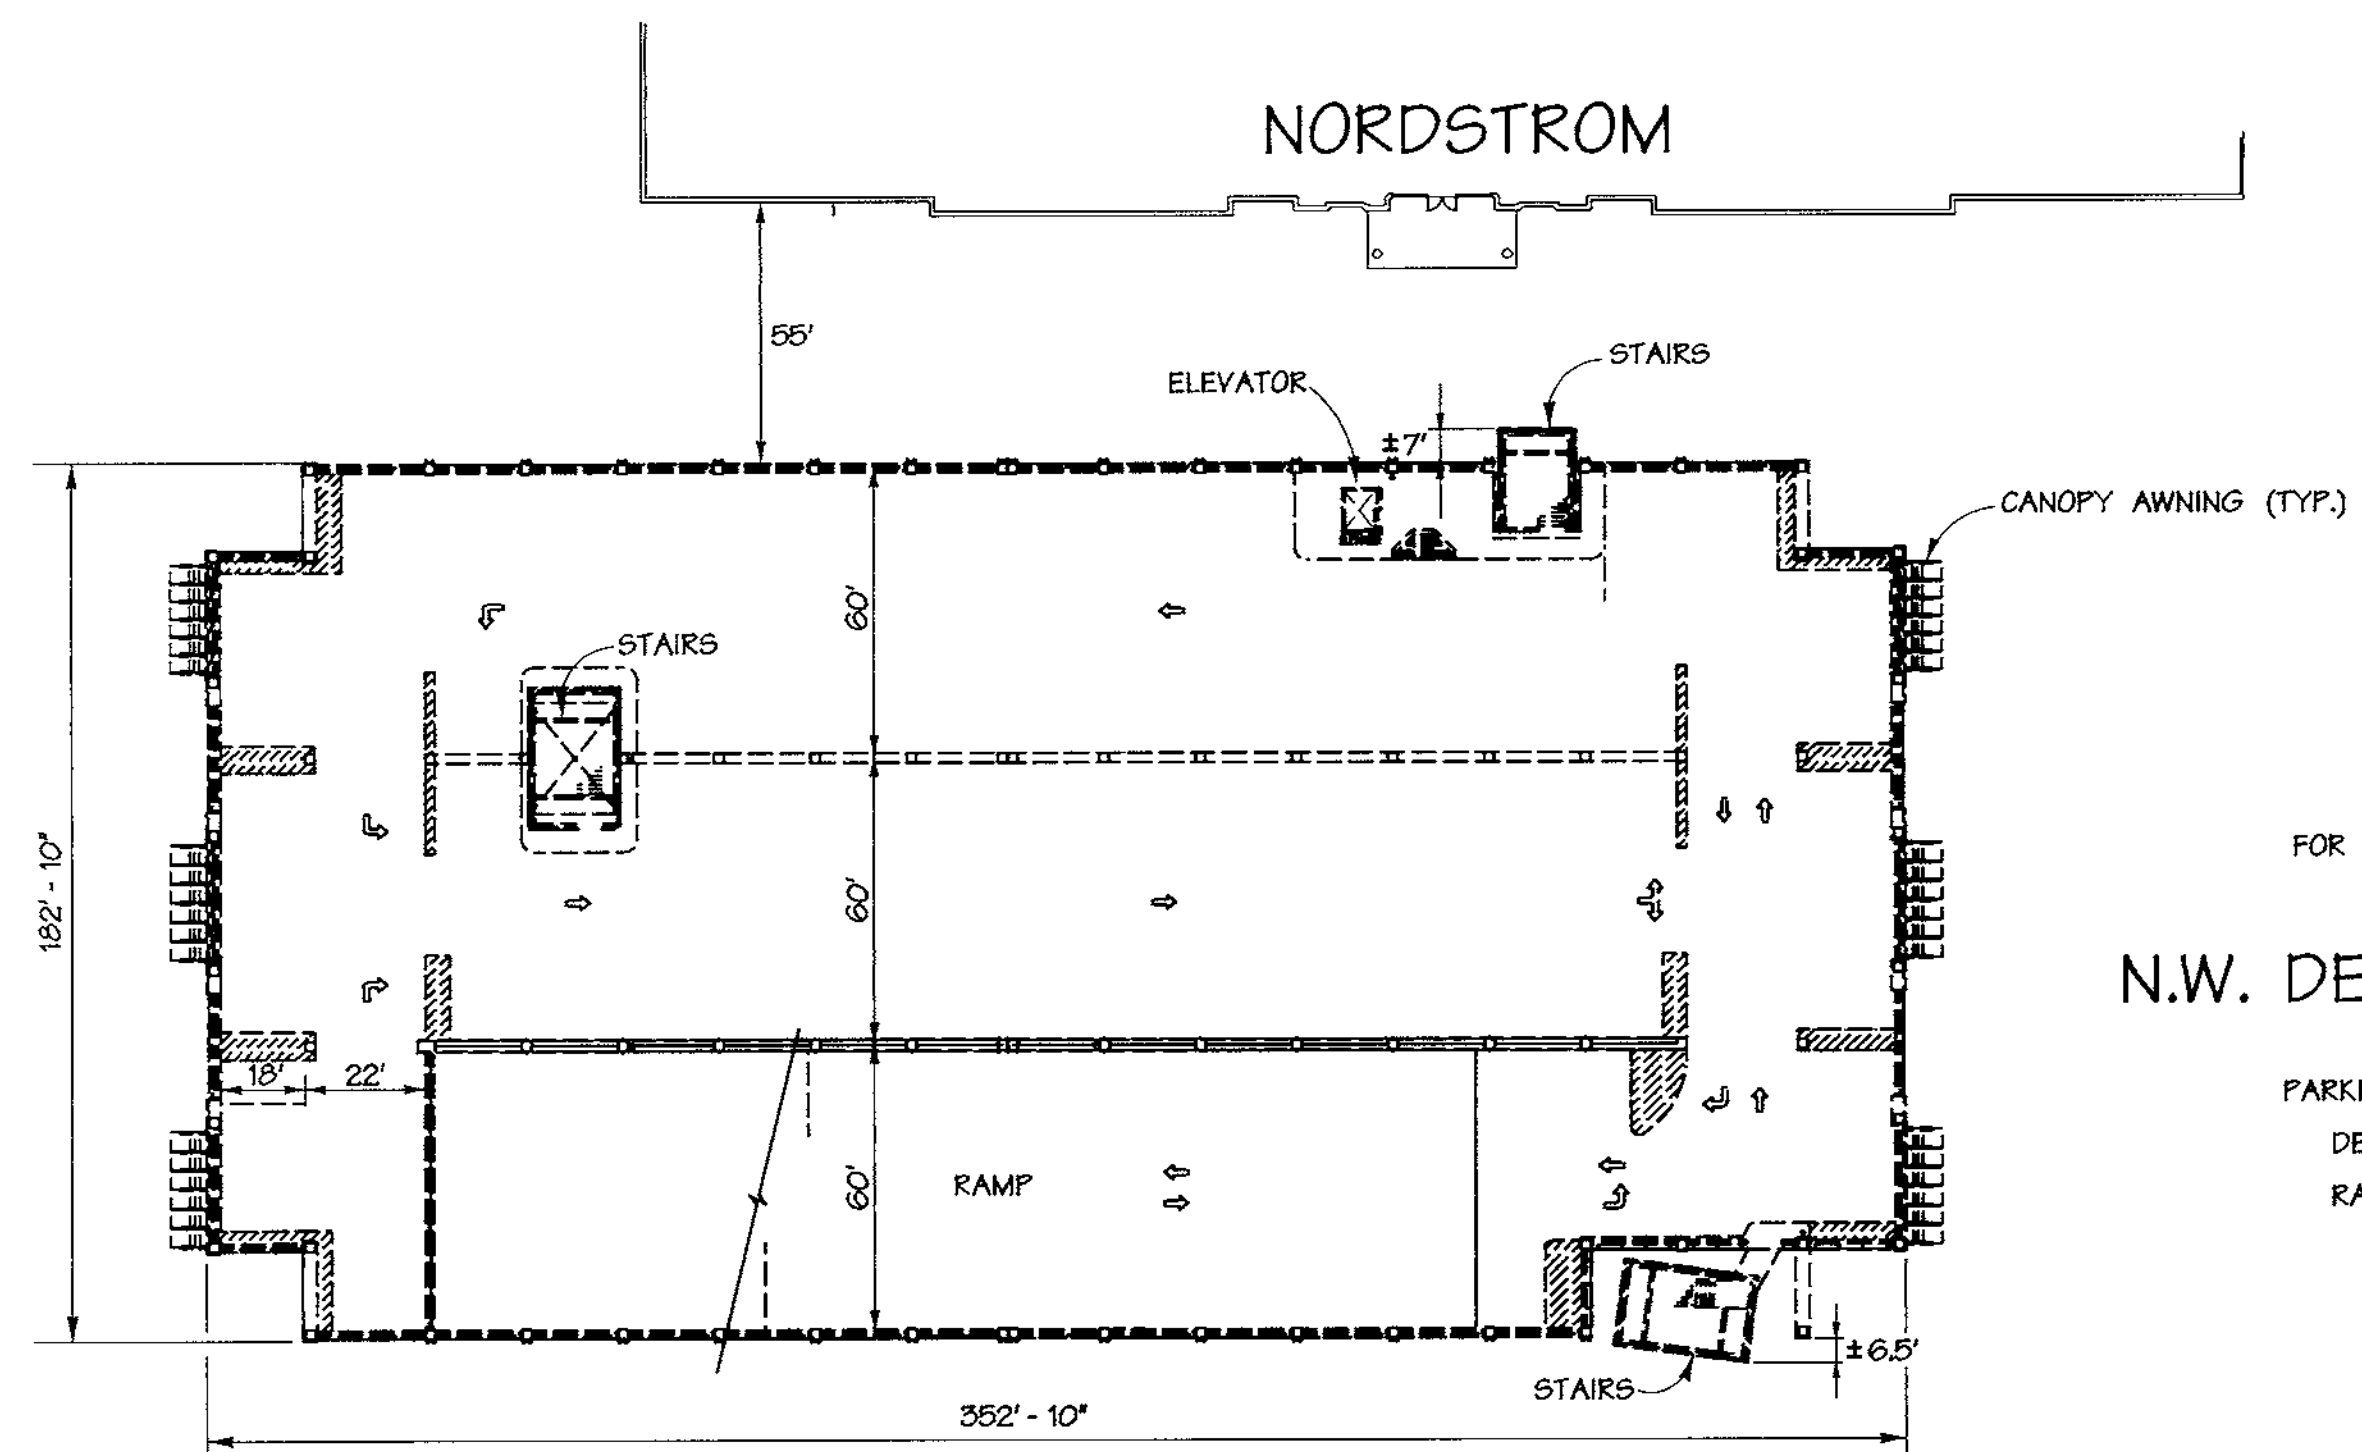 NORDSTROM
55'
STAIRS
ELEVATOR
±7'
CANOPY AWNING (TYP.)
60'
STAIRS
FOR
182' - 10"
60'
N.W. DE
18'
22'
PARKI
DE
RAMP
60'
RA
±6.5'
STAIRS
352' - 10"